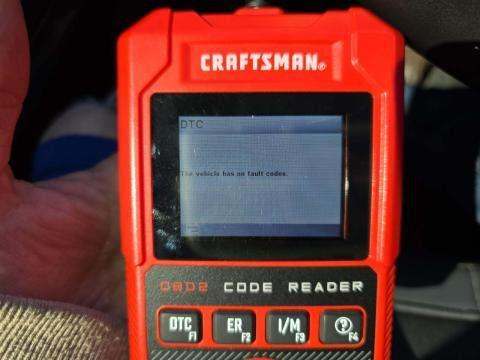 CRAFTSMAN®
DTC
The vehicle has no fault codes.
OBD2 CODE READER
DTC F1 ER F2 I/M F3 ? F4